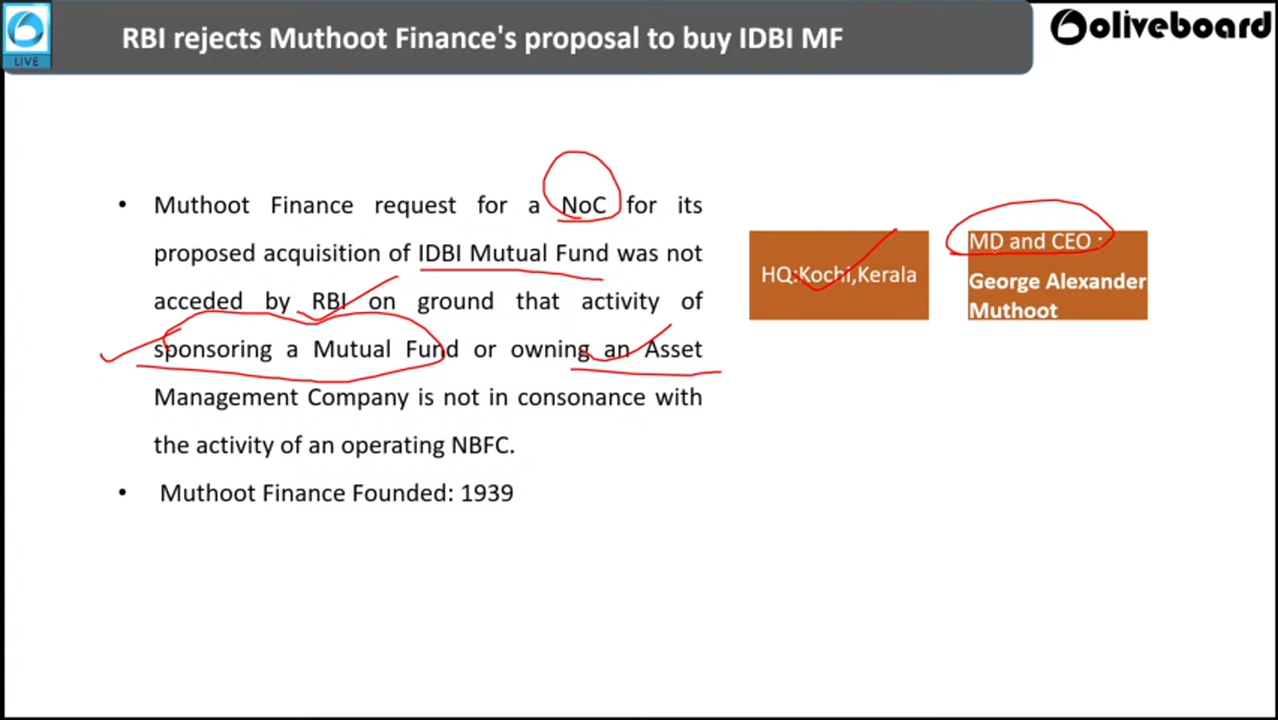 LIVE
RBI rejects Muthoot Finance's proposal to buy IDBI MF
oliveboard
• Muthoot Finance request for a NoC for its
proposed acquisition of IDBI Mutual Fund was not
acceded by RBI on ground that activity of
sponsoring a Mutual Fund or owning an Asset
Management Company is not in consonance with
the activity of an operating NBFC.
• Muthoot Finance Founded: 1939
HQ:Kochi,Kerala
MD and CEO :
George Alexander
Muthoot